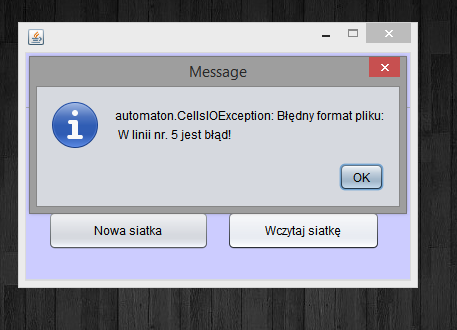 Message
automaton.CellsIOException: Błędny format pliku:
W linii nr. 5 jest błąd!
OK
Nowa siatka
Wczytaj siatkę